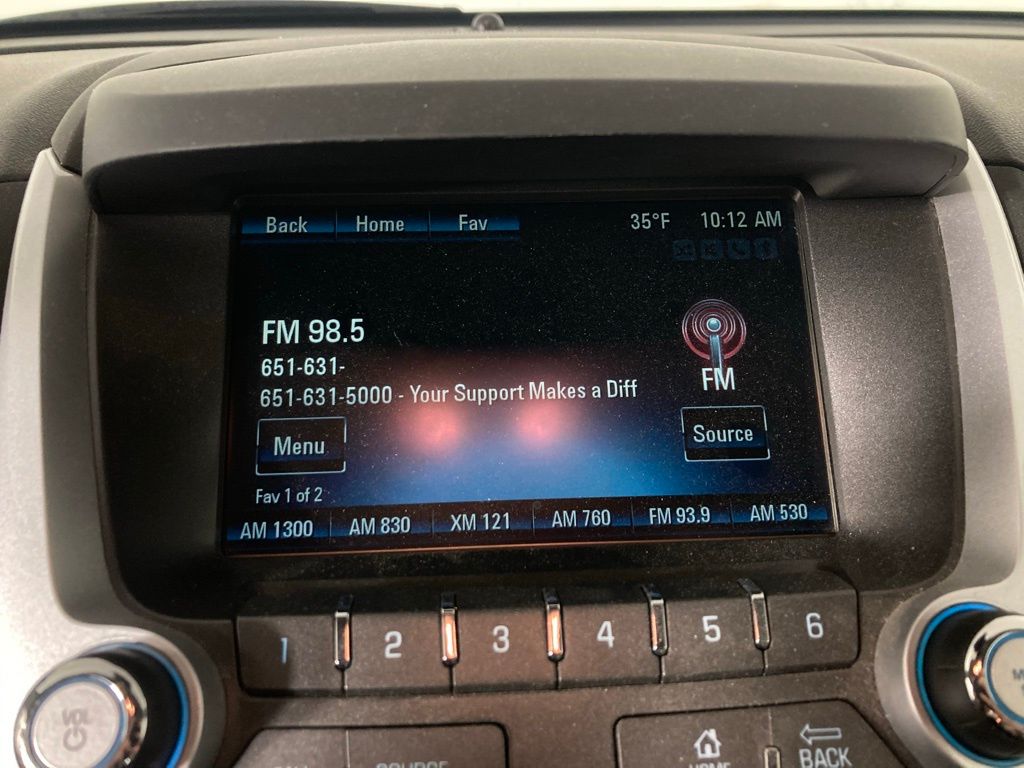 Back Home Fav 35°F 10:12 AM
FM 98.5
651-631-
651-631-5000 - Your Support Makes a Diff
FM
Menu Source
Fav 1 of 2
AM 1300 AM 830 XM 121 AM 760 FM 93.9 AM 530
1 2 3 4 5 6
HOME BACK